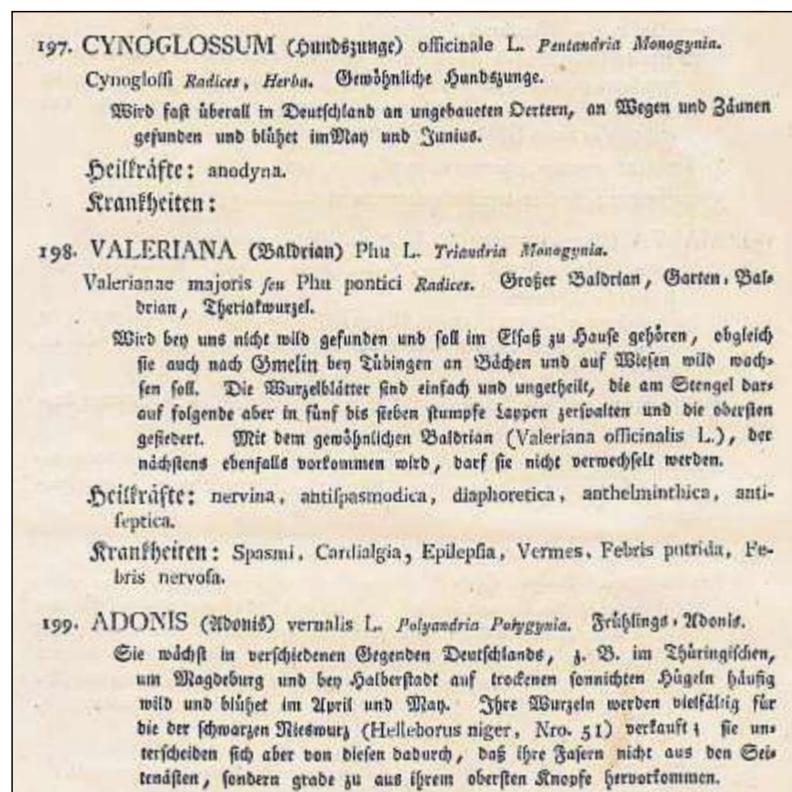 197. CYNOGLOSSUM (Hundszunge) officinale L. Pentandria Monogynia.
Cynogloſſi Radices, Herba. Gewöhnliche Hundszunge.
Wird faſt überall in Deutſchland an ungebaueten Oertern, an Wegen und Zäunen
gefunden und blühet im May und Junius.
Heilkräfte: anodyna.
Krankheiten:
198. VALERIANA (Baldrian) Phu L. Triandria Monogynia.
Valerianae majoris ſeu Phu pontici Radices. Großer Baldrian, Garten-Bal-
drian, Theriakwurzel.
Wird bey uns nicht wild gefunden und ſoll im Elſaß zu Hauſe gehören, obgleich
ſie auch nach Gmelin bey Tübingen an Bächen und auf Wieſen wild wach-
ſen ſoll. Die Wurzelblätter ſind einfach und ungetheilt, die am Stengel dar-
auf folgende aber in fünf bis ſieben ſtumpfe Lappen zerſpalten und die oberſten
gefiedert. Mit dem gewöhnlichen Baldrian (Valeriana officinalis L.), der
nächſtens ebenfalls vorkommen wird, darf ſie nicht verwechſelt werden.
Heilkräfte: nervina, antiſpasmodica, diaphoretica, anthelminthica, anti-
ſeptica.
Krankheiten: Spasmi, Cardialgia, Epilepſia, Vermes, Febris putrida, Fe-
bris nervoſa.
199. ADONIS (Adonis) vernalis L. Polyandria Polygynia. Frühlings-Adonis.
Sie wächſt in verſchiedenen Gegenden Deutſchlands, z. B. im Thüringiſchen,
um Magdeburg und bey Halberſtadt auf trockenen ſonnichten Hügeln häufig
wild und blühet im April und May. Ihre Wurzeln werden vielfältig für
die der ſchwarzen Nieswurz (Helleborus niger, Nro. 51) verkauft; ſie un-
terſcheiden ſich aber von dieſen dadurch, daß ihre Faſern nicht aus den Sei-
tenäſten, ſondern grade zu aus ihrem oberſten Knopfe hervorkommen.